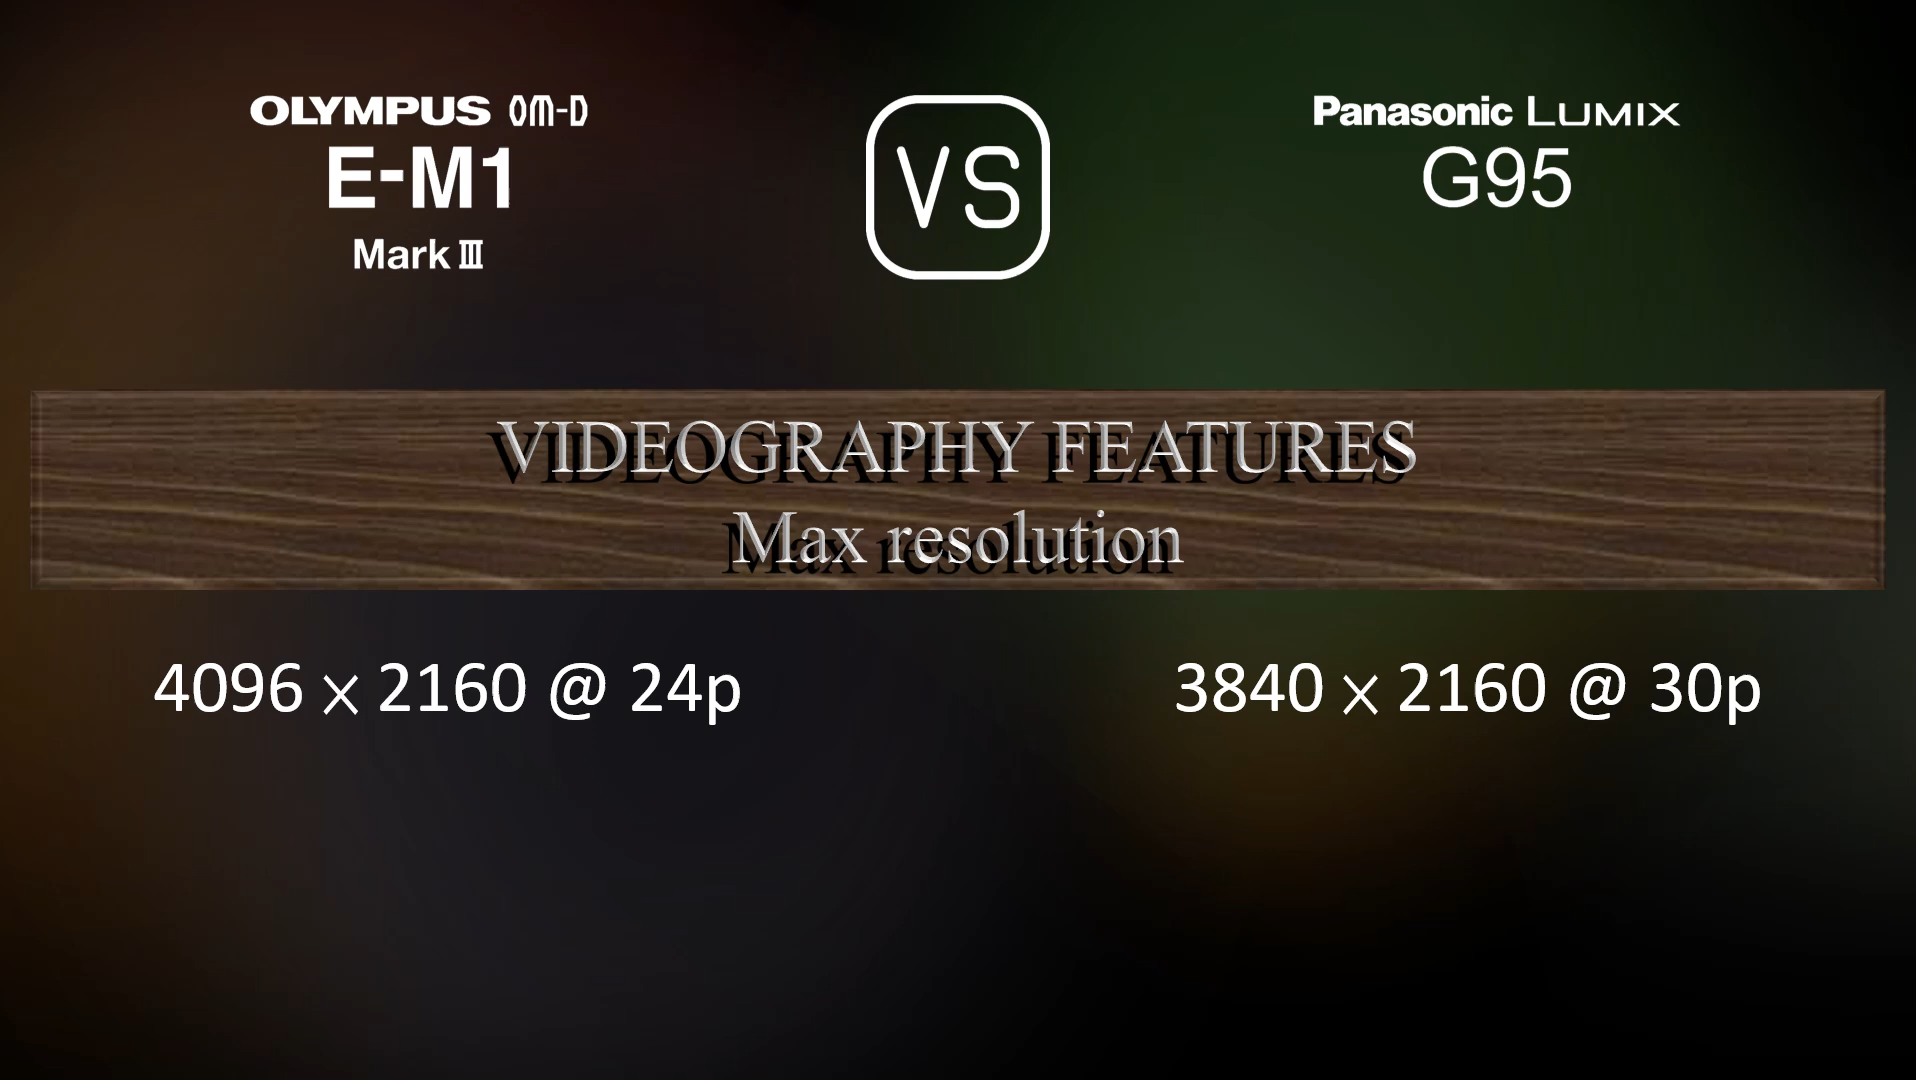 OLYMPUS OM-D
E-M1
Mark III
VS
Panasonic LUMIX
G95
VIDEOGRAPHY FEATURES
Max resolution
4096 x 2160 @ 24p
3840 x 2160 @ 30p